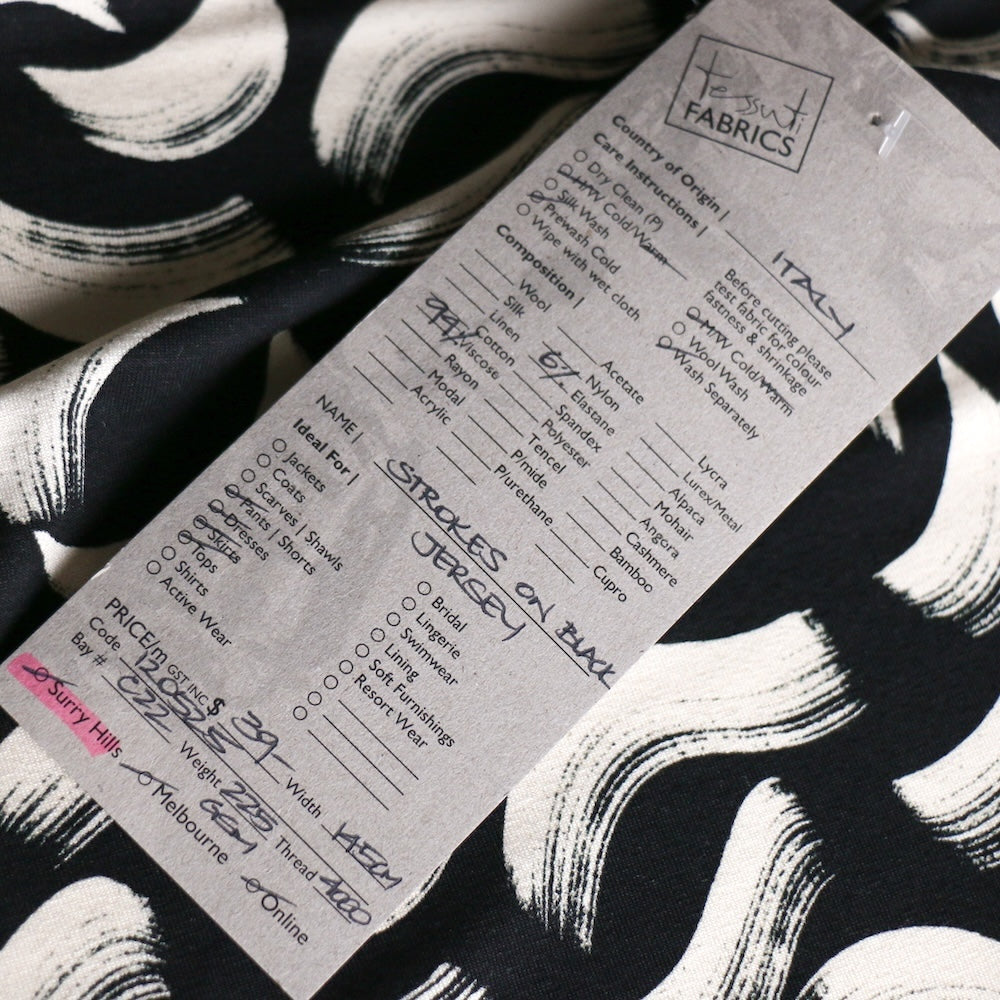 tessuti
FABRICS
Country of Origin | ITALY
Care Instructions |
Dry Clean (P)
Cold/Warm
Silk Wash
Prewash Cold
Wipe with wet cloth
Before cutting please
test fabric for colour
fastness & shrinkage
Cold/Warm
Wool Wash
Wash Separately
Composition |
Wool
Silk
Linen
Cotton
Viscose
Rayon
Modal
Acrylic
Acetate
6% Nylon
Elastane
Spandex
Polyester
Tencel
P/mide
P/urethane
Lycra
Lurex/Metal
Alpaca
Mohair
Angora
Cashmere
Bamboo
Cupro
NAME | STROKES ON BLACK
JERSEY
Ideal For |
Jackets
Coats
Scarves | Shawls
Pants | Shorts
Dresses
Skirts
Tops
Shirts
Active Wear
Bridal
Lingerie
Swimwear
Lining
Soft Furnishings
Resort Wear
PRICE/m GST INC. $ 39- Width 145cm
Code
Bay # C22 Weight 225 Thread
GSM
Surry Hills
Melbourne
Online